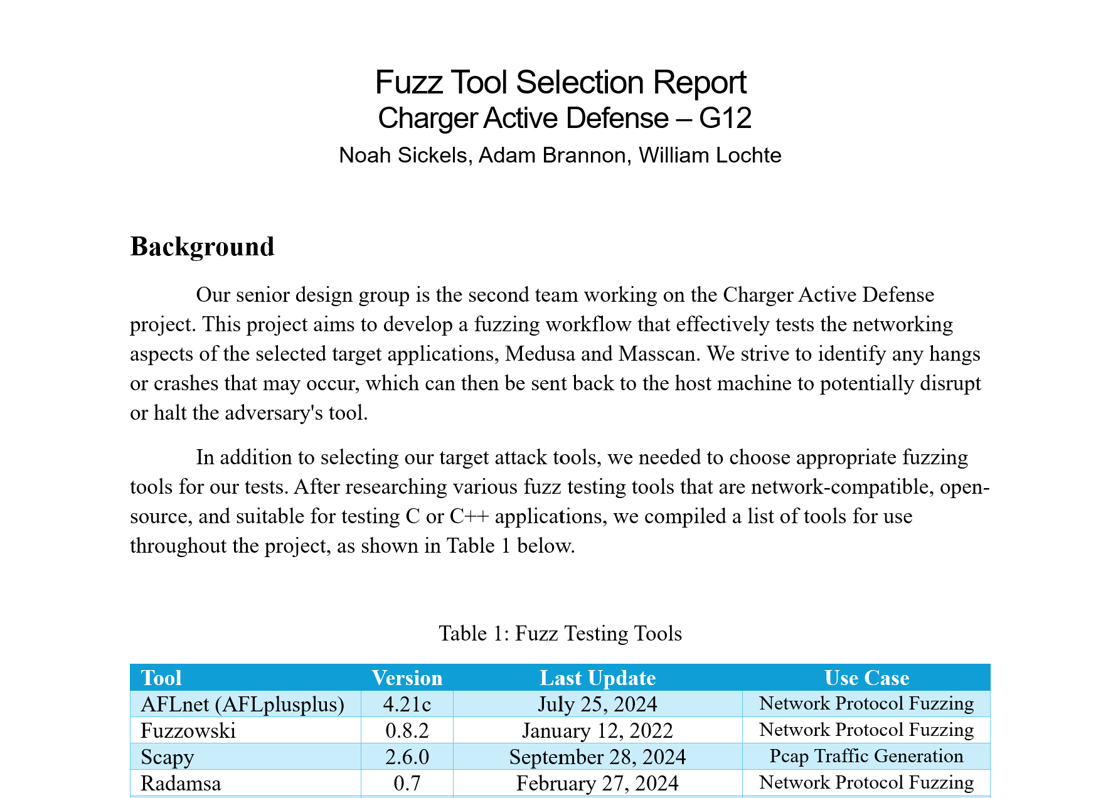 Fuzz Tool Selection Report
Charger Active Defense – G12
Noah Sickels, Adam Brannon, William Lochte
Background
Our senior design group is the second team working on the Charger Active Defense
project. This project aims to develop a fuzzing workflow that effectively tests the networking
aspects of the selected target applications, Medusa and Masscan. We strive to identify any hangs
or crashes that may occur, which can then be sent back to the host machine to potentially disrupt
or halt the adversary's tool.
In addition to selecting our target attack tools, we needed to choose appropriate fuzzing
tools for our tests. After researching various fuzz testing tools that are network-compatible, open-
source, and suitable for testing C or C++ applications, we compiled a list of tools for use
throughout the project, as shown in Table 1 below.
Table 1: Fuzz Testing Tools
Tool Version Last Update Use Case
AFLnet (AFLplusplus) 4.21c July 25, 2024 Network Protocol Fuzzing
Fuzzowski 0.8.2 January 12, 2022 Network Protocol Fuzzing
Scapy 2.6.0 September 28, 2024 Pcap Traffic Generation
Radamsa 0.7 February 27, 2024 Network Protocol Fuzzing